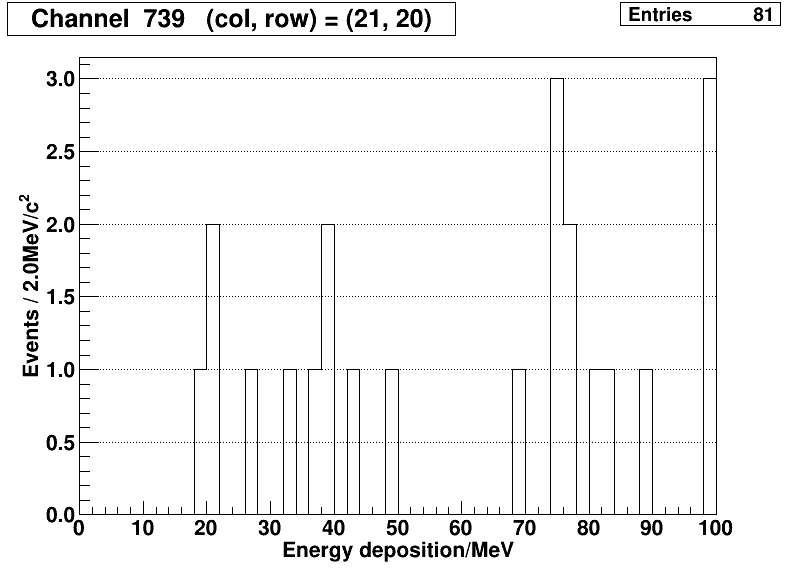 Channel 739 (col, row) = (21, 20)
Entries 81
Events / 2.0MeV/c²
3.0
2.5
2.0
1.5
1.0
0.5
0.0
0 10 20 30 40 50 60 70 80 90 100
Energy deposition/MeV